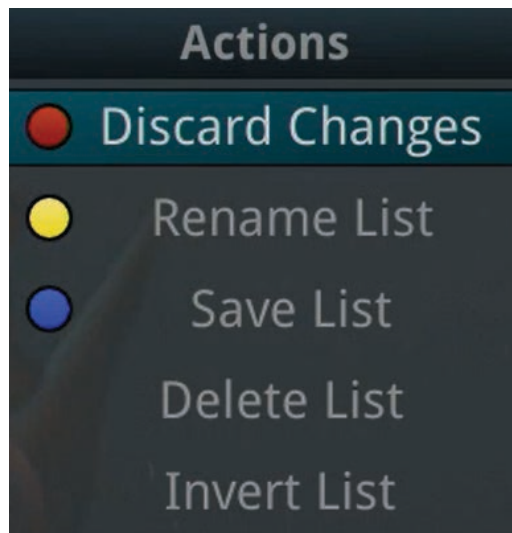 Actions
Discard Changes
Rename List
Save List
Delete List
Invert List